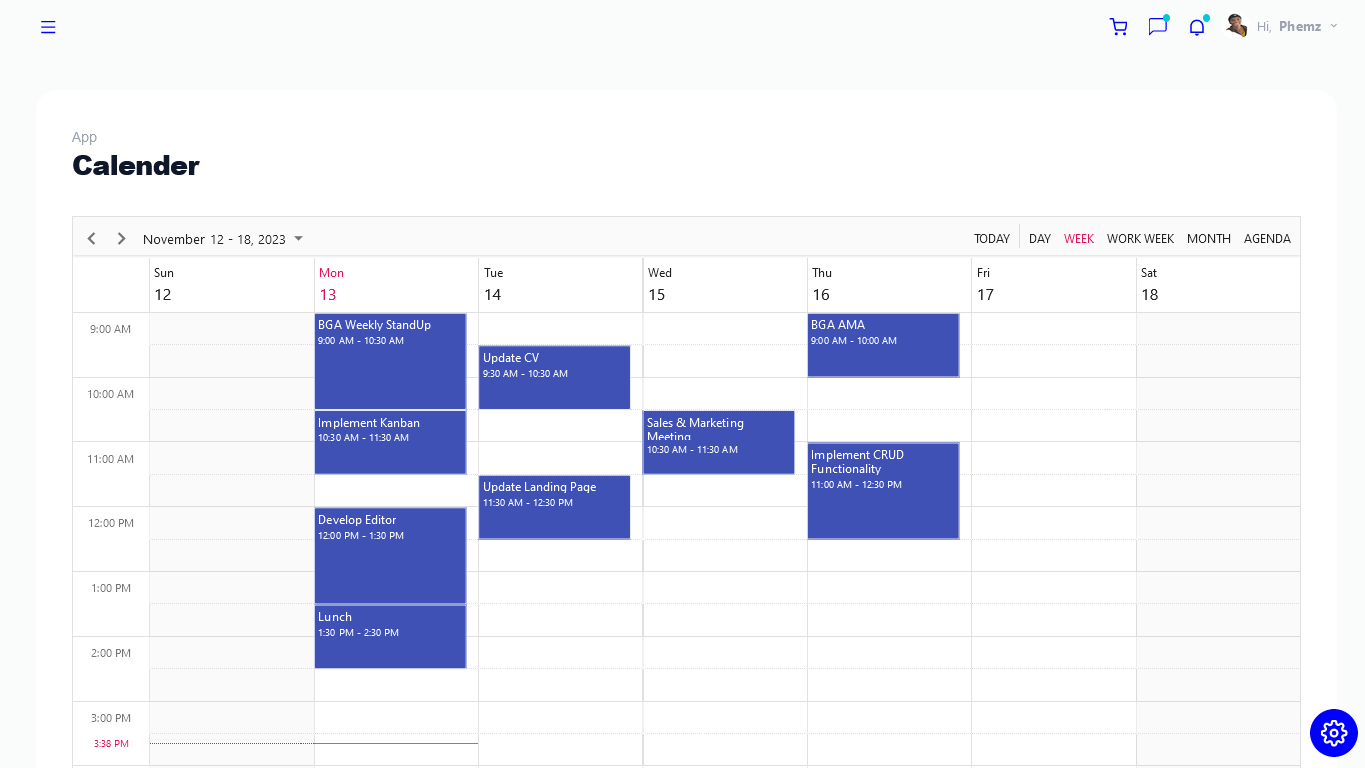 Hi, Phemz
App
Calender
November 12 - 18, 2023
TODAY DAY WEEK WORK WEEK MONTH AGENDA
Sun Mon Tue Wed Thu Fri Sat
12 13 14 15 16 17 18
9:00 AM
BGA Weekly StandUp
9:00 AM - 10:30 AM
BGA AMA
9:00 AM - 10:00 AM
Update CV
9:30 AM - 10:30 AM
10:00 AM
Implement Kanban
10:30 AM - 11:30 AM
Sales & Marketing
Meeting
10:30 AM - 11:30 AM
11:00 AM
Implement CRUD
Functionality
11:00 AM - 12:30 PM
Update Landing Page
11:30 AM - 12:30 PM
12:00 PM
Develop Editor
12:00 PM - 1:30 PM
1:00 PM
Lunch
1:30 PM - 2:30 PM
2:00 PM
3:00 PM
3:38 PM